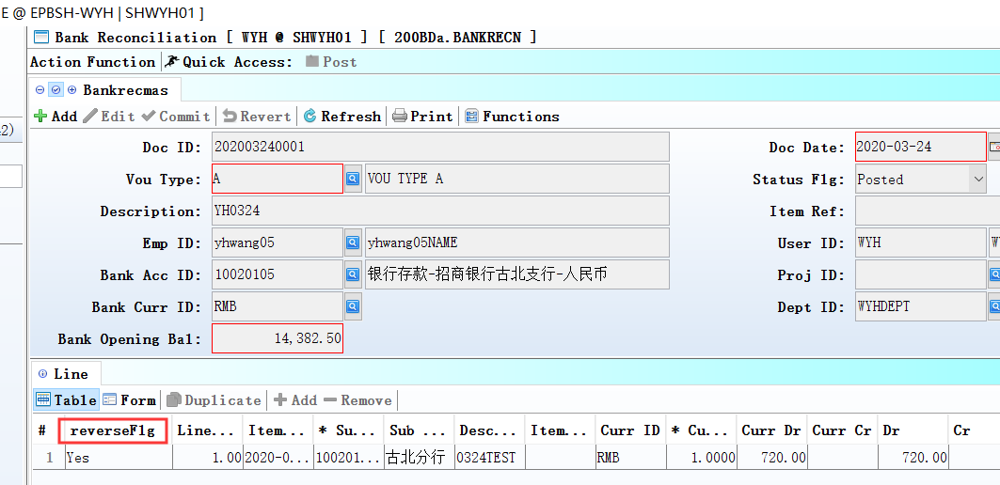 E @ EPBSH-WYH | SHWYH01 ]
Bank Reconciliation [ WYH @ SHWYH01 ] [ 200BDa.BANKRECN ]
Action Function Quick Access: Post
Bankrecmas
2)
Add Edit Commit Revert Refresh Print Functions
Doc ID: 202003240001 Doc Date: 2020-03-24
Vou Type: A VOU TYPE A Status Flg: Posted
Description: YH0324 Item Ref:
Emp ID: yhwang05 yhwang05NAME User ID: WYH
Bank Acc ID: 10020105 银行存款-招商银行古北支行-人民币 Proj ID:
Bank Curr ID: RMB Dept ID: WYHDEPT
Bank Opening Bal: 14,382.50
Line
Table Form Duplicate Add Remove
# reverseFlg Line... Item... * Su... Sub ... Desc... Item... Curr ID * Cu... Curr Dr Curr Cr Dr Cr
1 Yes 1.00 2020-0... 100201... 古北分行 0324TEST RMB 1.0000 720.00 720.00